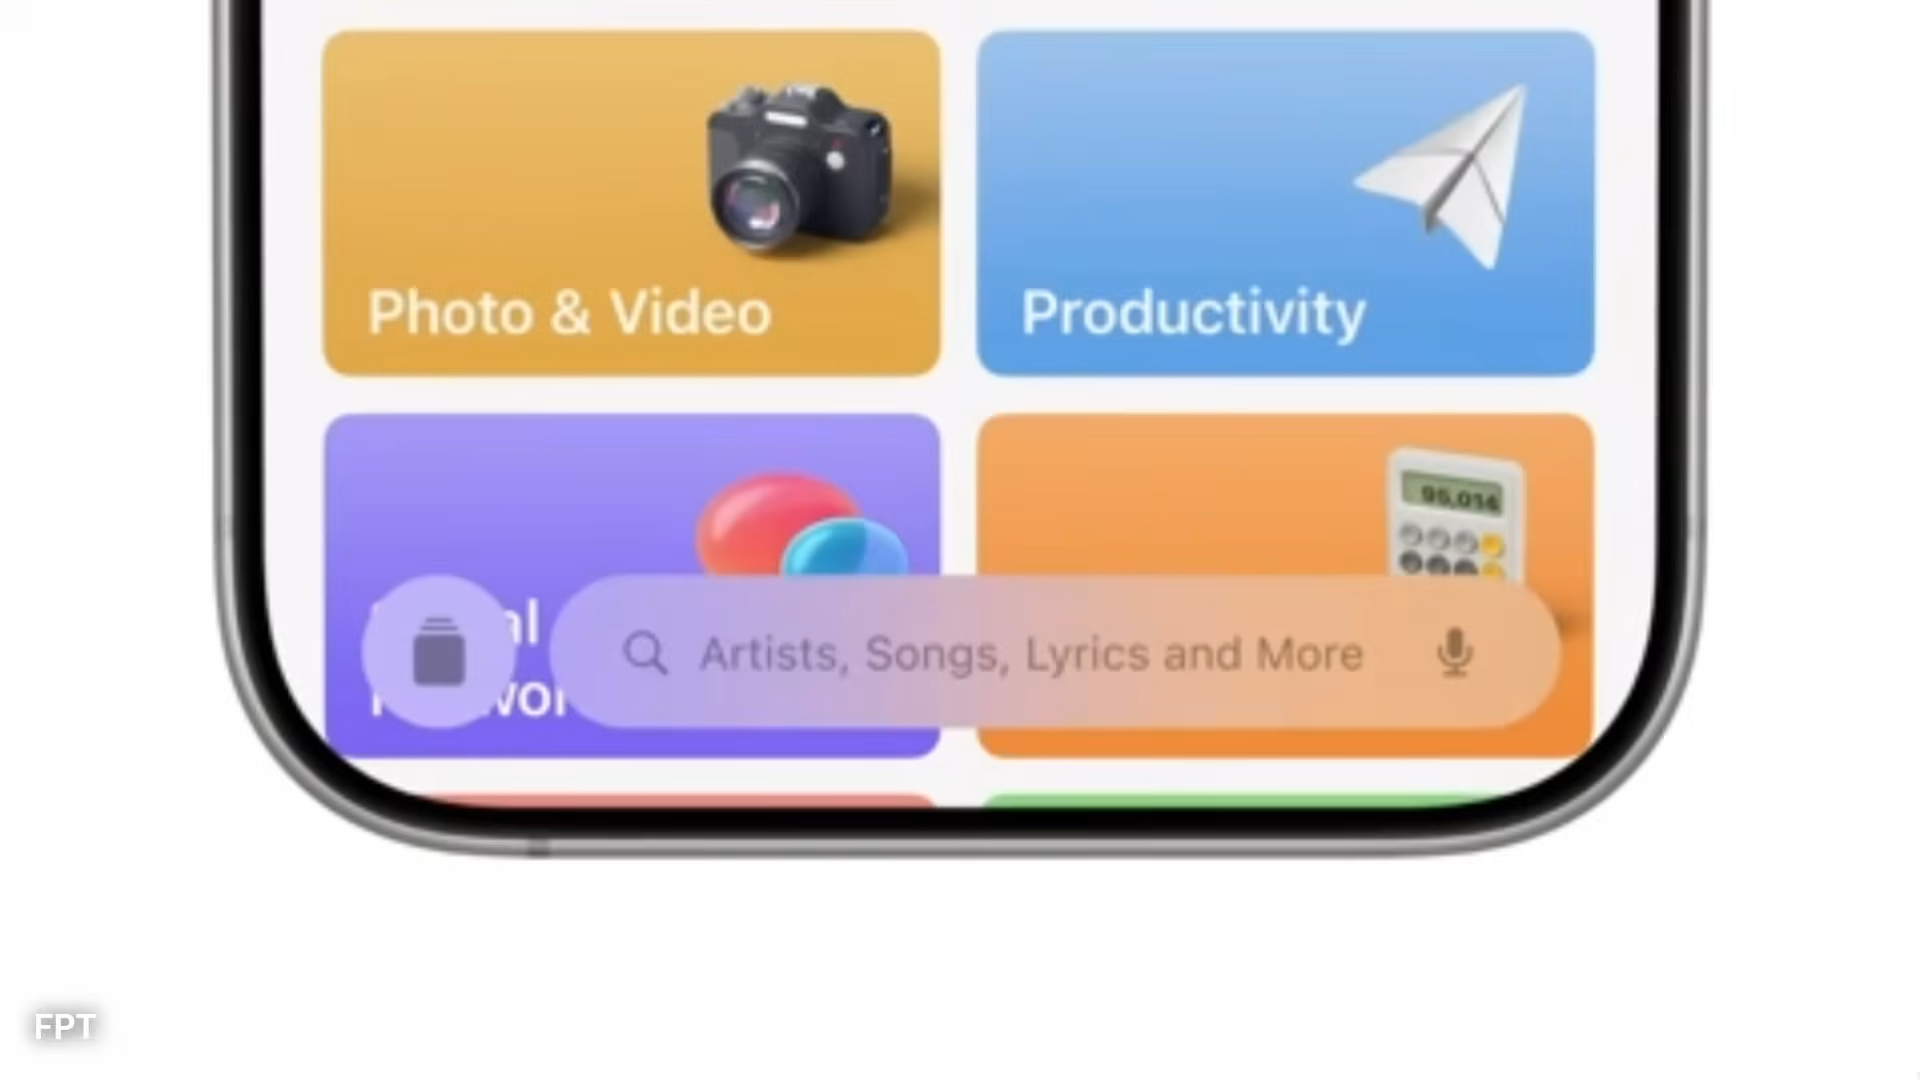 Photo & Video
Productivity
95,014
Artists, Songs, Lyrics and More
FPT